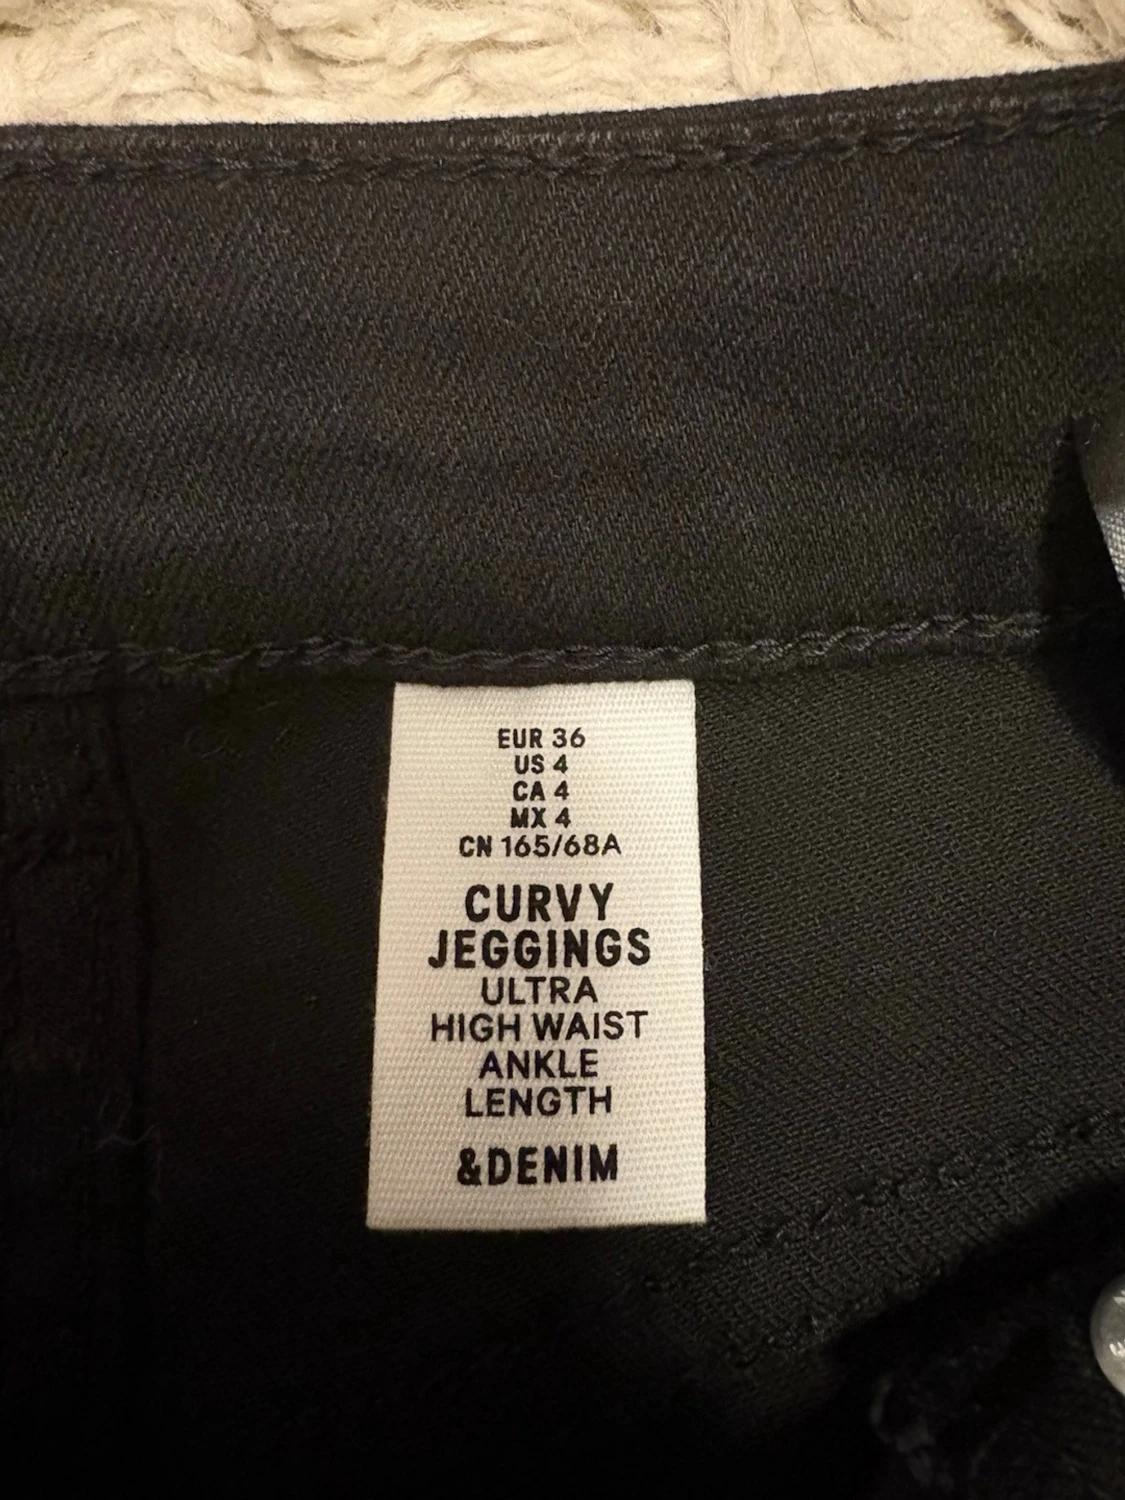 EUR 36
US 4
CA 4
MX 4
CN 165/68A
CURVY
JEGGINGS
ULTRA
HIGH WAIST
ANKLE
LENGTH
&DENIM